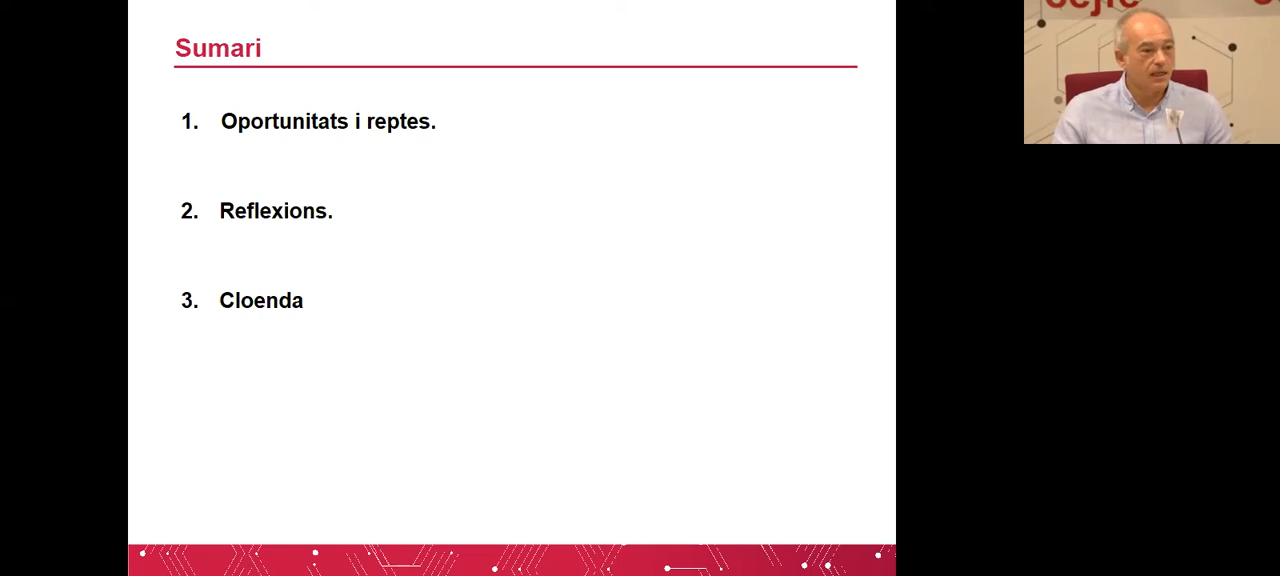 Sumari
1. Oportunitats i reptes.
2. Reflexions.
3. Cloenda